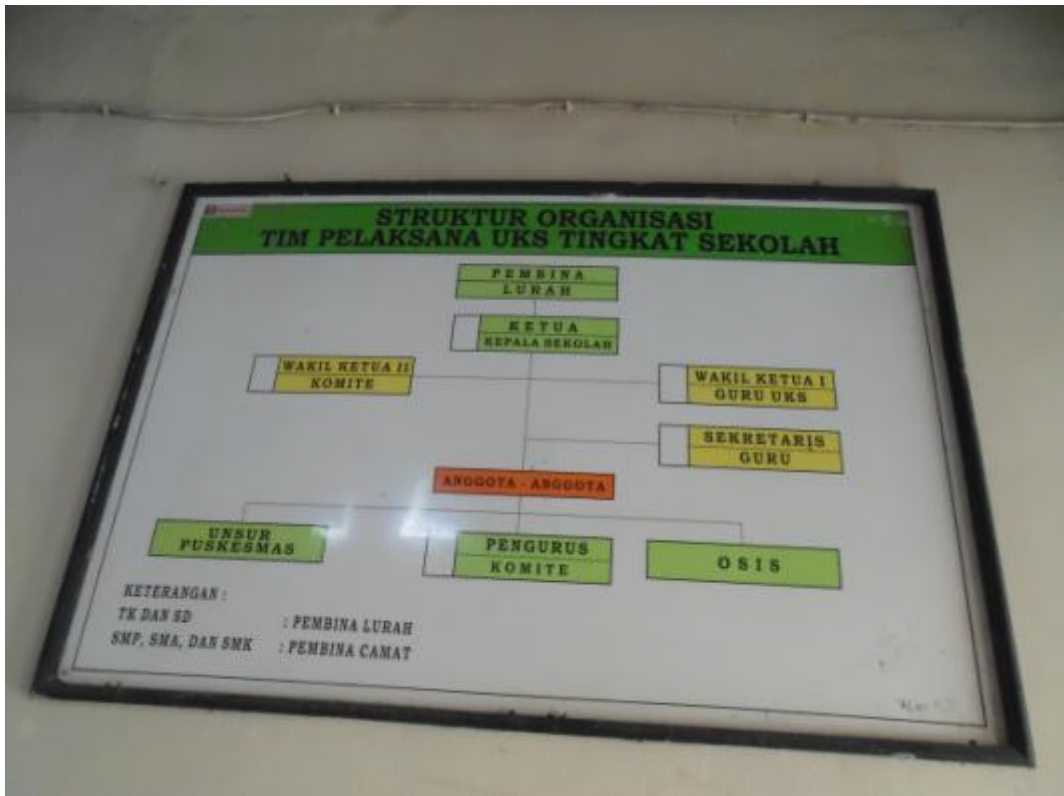 STRUKTUR ORGANISASI
TIM PELAKSANA UKS TINGKAT SEKOLAH
PEMBINA
LURAH
KETUA
KEPALA SEKOLAH
WAKIL KETUA II
KOMITE
WAKIL KETUA I
GURU UKS
SEKRETARIS
GURU
ANGGOTA - ANGGOTA
UNSUR
PUSKESMAS
PENGURUS
KOMITE
OSIS
KETERANGAN :
TK DAN SD : PEMBINA LURAH
SMP, SMA, DAN SMK : PEMBINA CAMAT